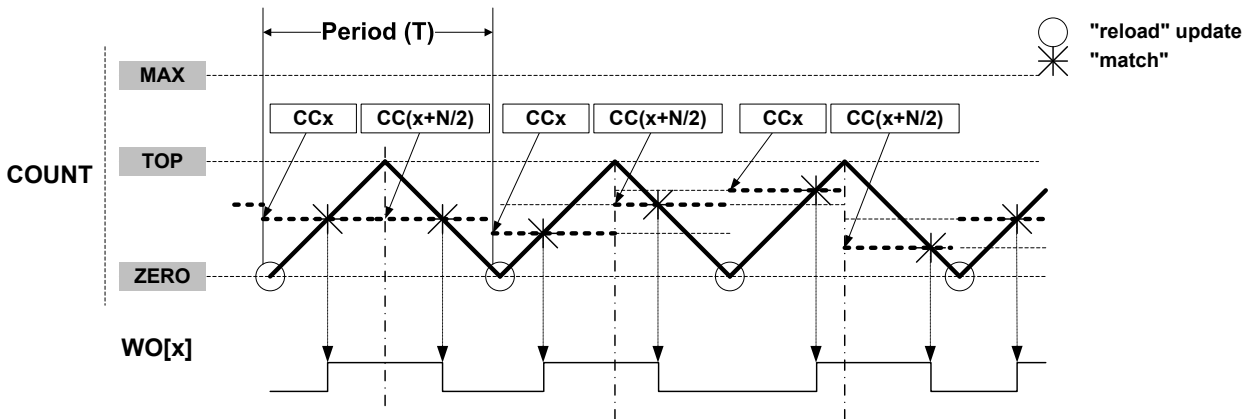 Period (T)
"reload" update
"match"
MAX
CCx
CC(x+N/2)
CCx
CC(x+N/2)
CCx
CC(x+N/2)
COUNT
TOP
ZERO
WO[x]